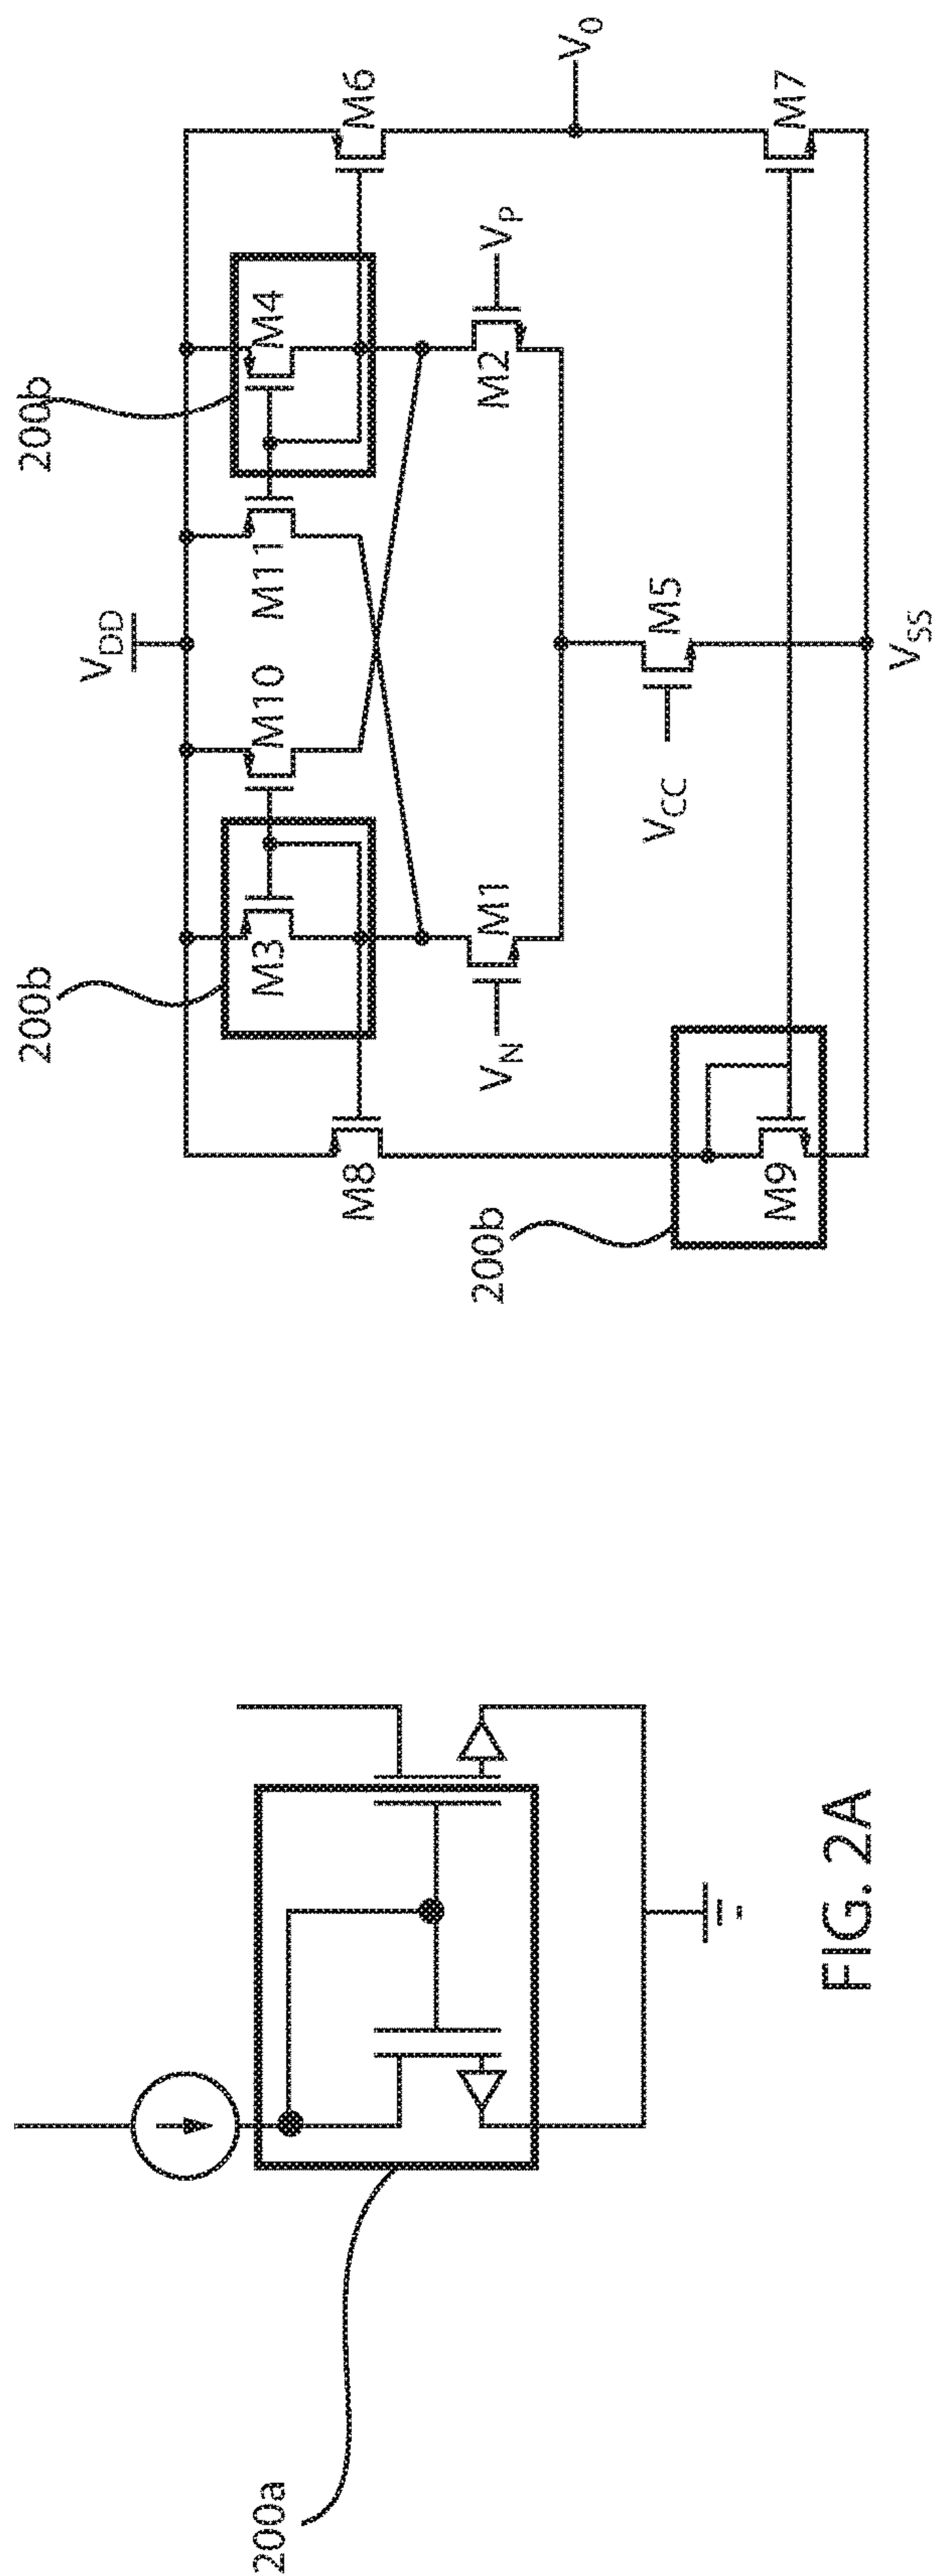 200a
FIG. 2A
200b
200b
V_DD
M3
M10
M11
M4
M8
M6
V_N
M1
M2
V_P
V_0
200b
V_CC
M5
M9
M7
V_SS